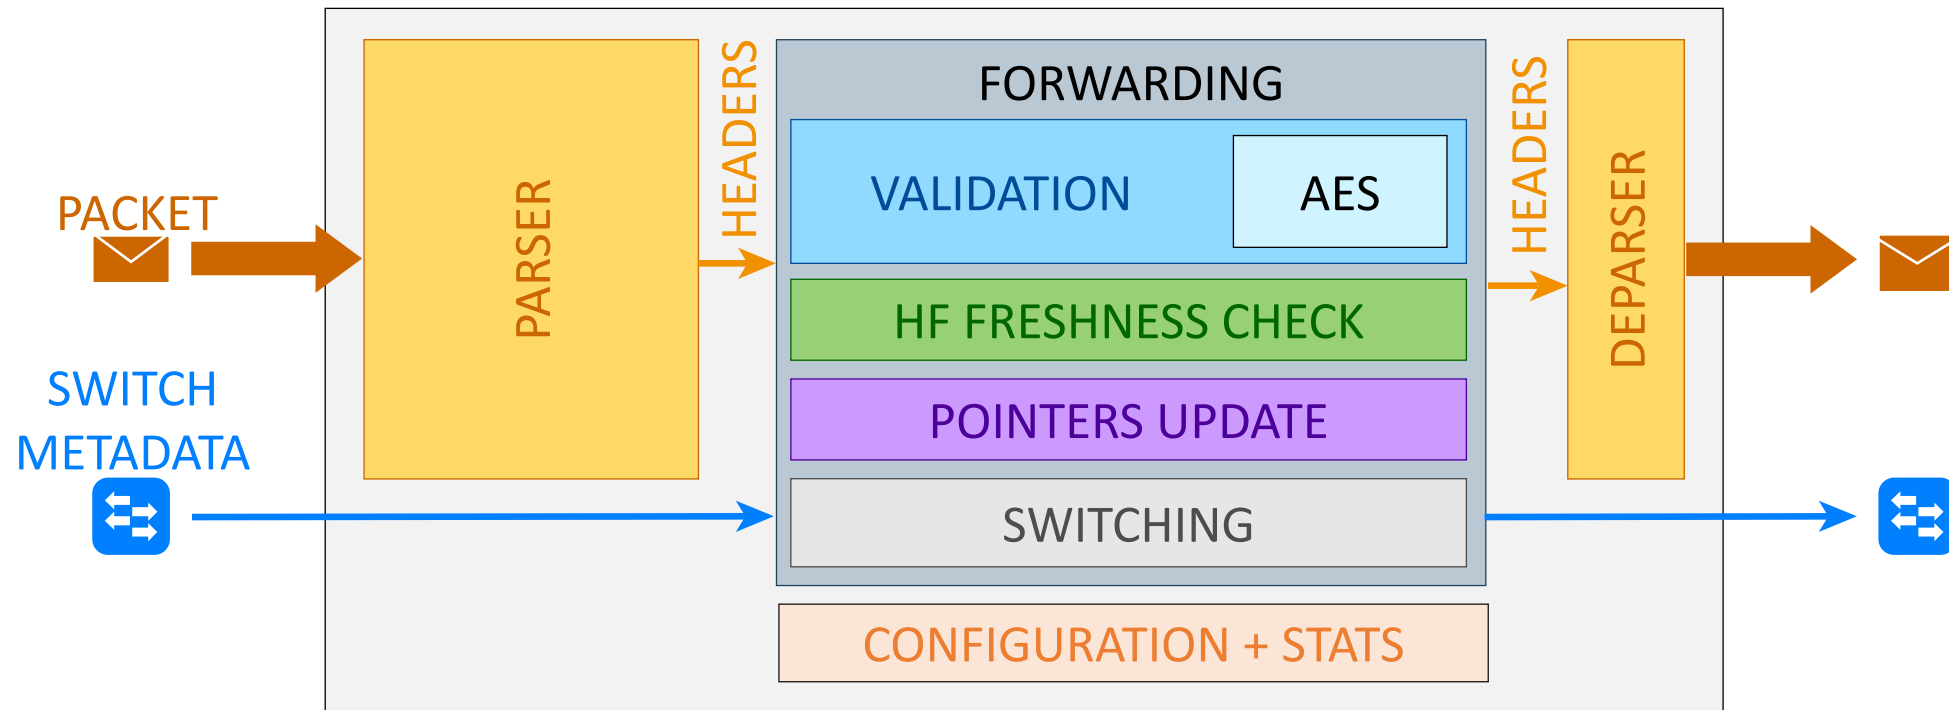 PACKET
SWITCH
METADATA
PARSER
HEADERS
FORWARDING
VALIDATION
AES
HF FRESHNESS CHECK
POINTERS UPDATE
SWITCHING
CONFIGURATION + STATS
HEADERS
DEPARSER